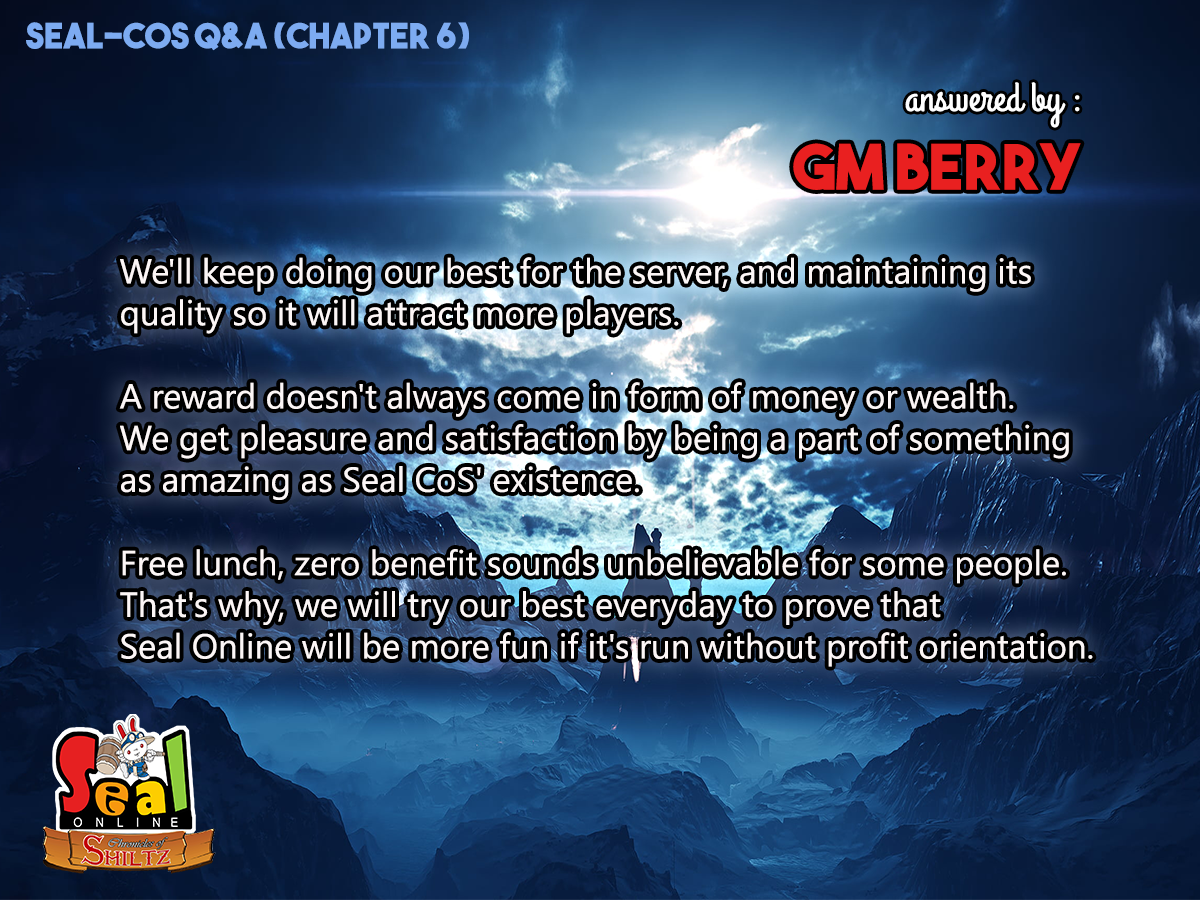 SEAL-COS Q&A (CHAPTER 6)
answered by :
GM BERRY
We'll keep doing our best for the server, and maintaining its
quality so it will attract more players.
A reward doesn't always come in form of money or wealth.
We get pleasure and satisfaction by being a part of something
as amazing as Seal CoS' existence.
Free lunch, zero benefit sounds unbelievable for some people.
That's why, we will try our best everyday to prove that
Seal Online will be more fun if it's run without profit orientation.
Seal
ONLINE
Chronicles of
SHILTZ